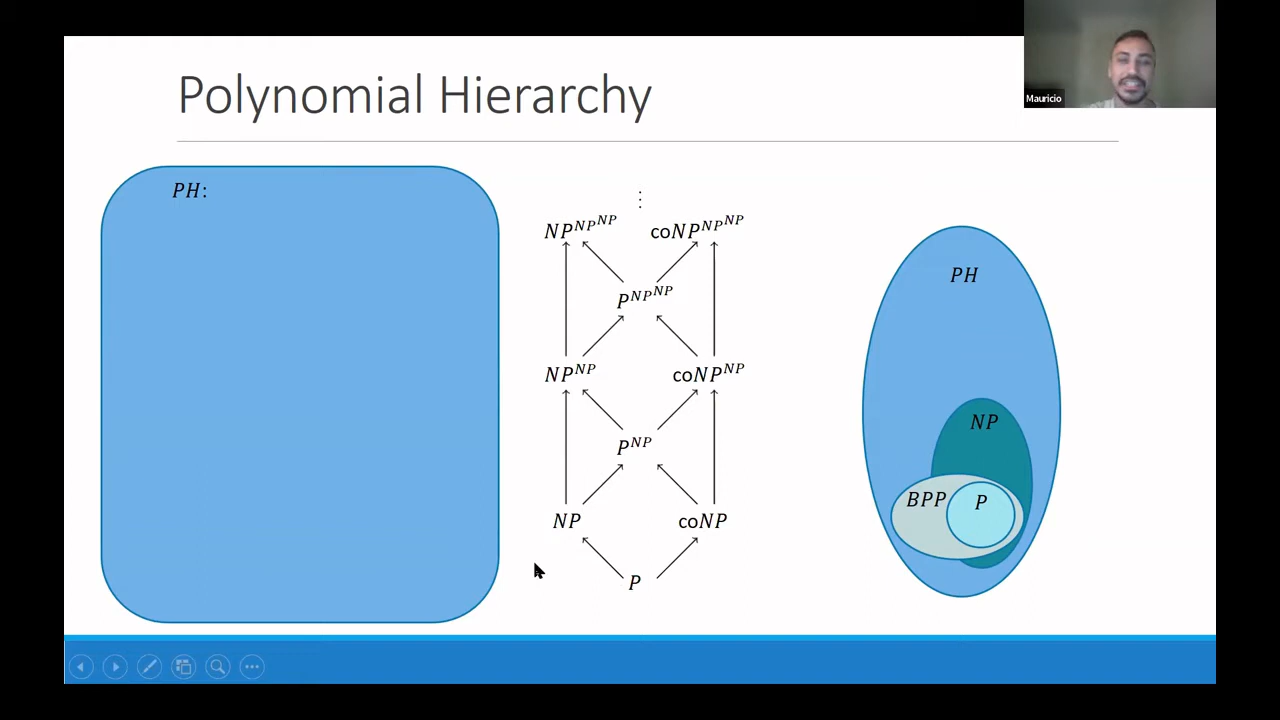 Polynomial Hierarchy
Mauricio
PH:
⋮
NP^{NP^{NP}} coNP^{NP^{NP}}
P^{NP^{NP}}
NP^{NP} coNP^{NP}
P^{NP}
NP coNP
P
PH
NP
BPP P